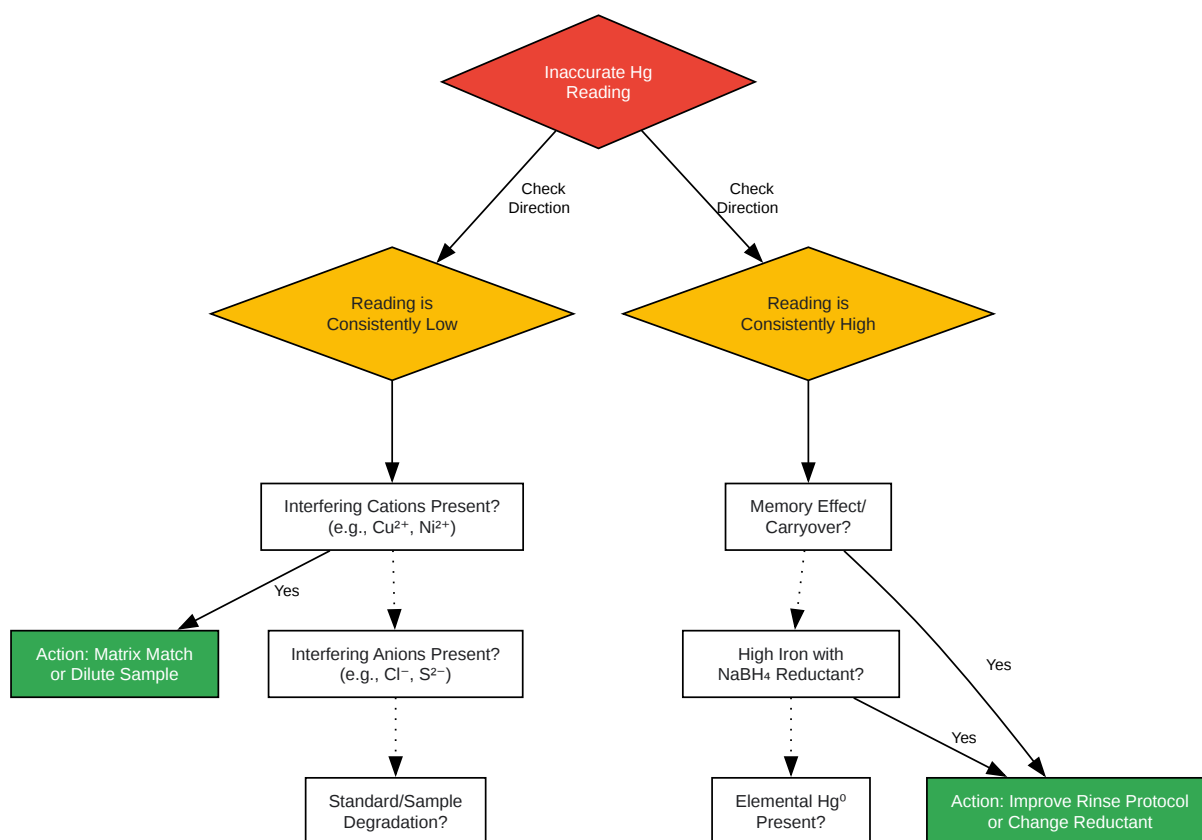 Inaccurate Hg
Reading
Check
Direction
Check
Direction
Reading is
Consistently Low
Reading is
Consistently High
Interfering Cations Present?
(e.g., Cu²⁺, Ni²⁺)
Memory Effect/
Carryover?
Yes
Action: Matrix Match
or Dilute Sample
Interfering Anions Present?
(e.g., Cl⁻, S²⁻)
High Iron with
NaBH₄ Reductant?
Yes
Yes
Standard/Sample
Degradation?
Elemental Hg⁰
Present?
Action: Improve Rinse Protocol
or Change Reductant